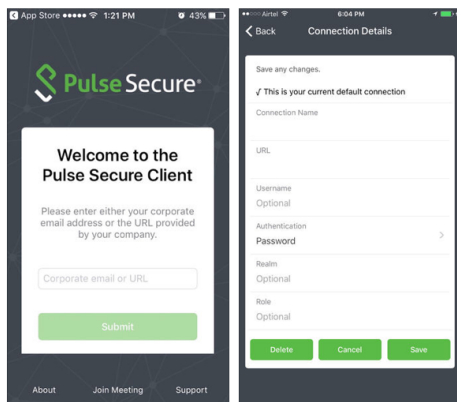 App Store 1:21 PM 43%
Pulse Secure®
Welcome to the
Pulse Secure Client
Please enter either your corporate
email address or the URL provided
by your company.
Corporate email or URL
Submit
About Join Meeting Support
Airtel 6:04 PM
Back Connection Details
Save any changes.
√ This is your current default connection
Connection Name
URL
Username
Optional
Authentication
Password
Realm
Optional
Role
Optional
Delete Cancel Save